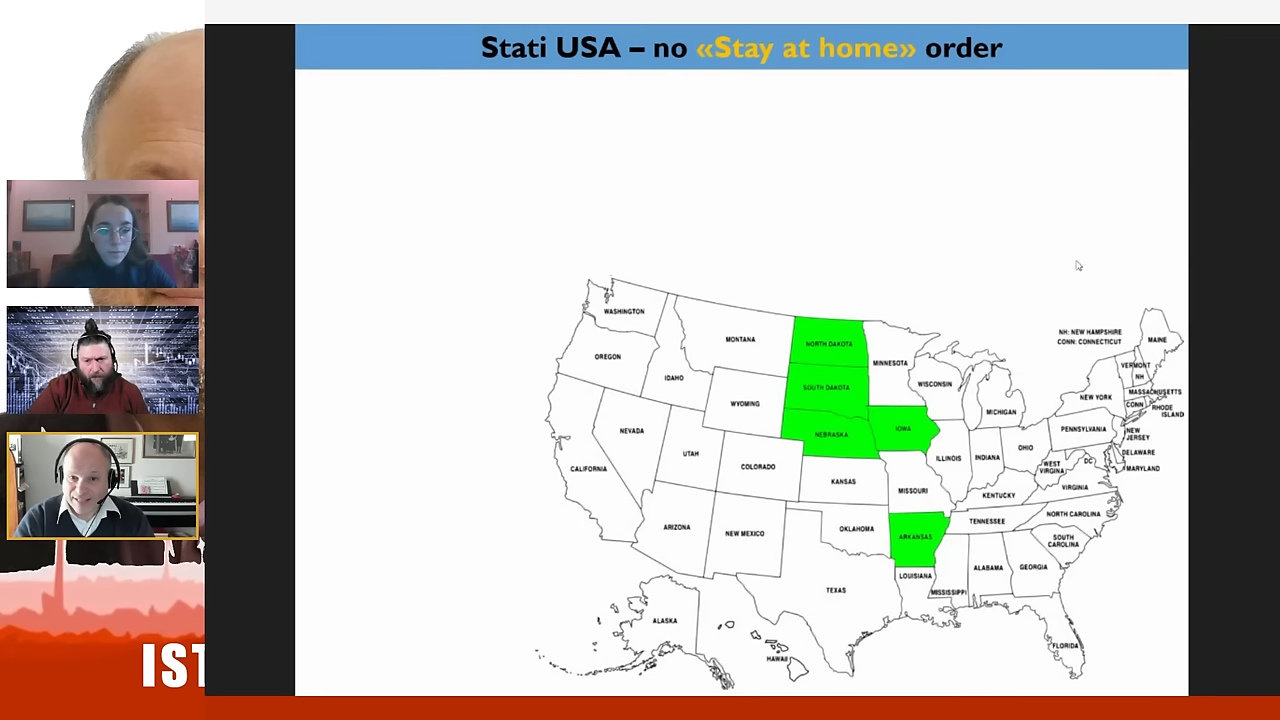 Stati USA – no «Stay at home» order
WASHINGTON
OREGON
CALIFORNIA
NEVADA
IDAHO
MONTANA
WYOMING
UTAH
COLORADO
ARIZONA
NEW MEXICO
NORTH DAKOTA
SOUTH DAKOTA
NEBRASKA
KANSAS
OKLAHOMA
TEXAS
MINNESOTA
IOWA
MISSOURI
ARKANSAS
LOUISIANA
WISCONSIN
ILLINOIS
MICHIGAN
INDIANA
OHIO
KENTUCKY
TENNESSEE
MISSISSIPPI
ALABAMA
GEORGIA
FLORIDA
SOUTH
CAROLINA
NORTH CAROLINA
VIRGINIA
WEST
VIRGINIA
DC
PENNSYLVANIA
NEW YORK
NH: NEW HAMPSHIRE
CONN: CONNECTICUT
MAINE
VERMONT
NH
MASSACHUSETTS
CONN
RHODE
ISLAND
NEW
JERSEY
DELAWARE
MARYLAND
ALASKA
HAWAII
IST